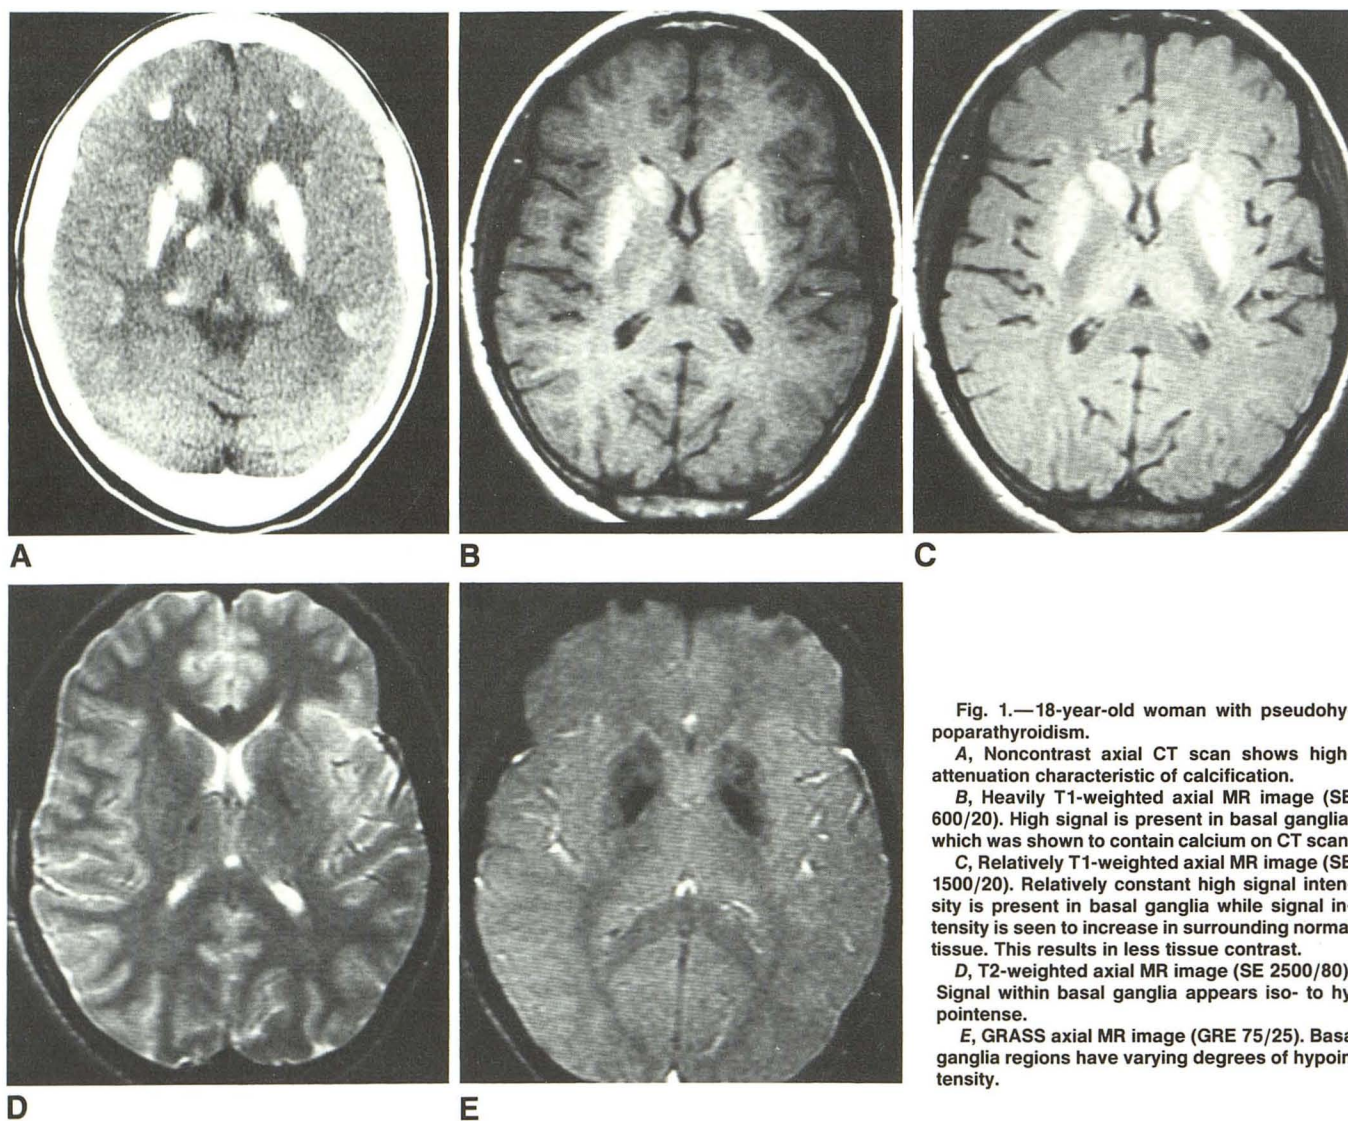 A
B
C
D
E
Fig. 1.—18-year-old woman with pseudohy-
poparathyroidism.
A, Noncontrast axial CT scan shows high
attenuation characteristic of calcification.
B, Heavily T1-weighted axial MR image (SE
600/20). High signal is present in basal ganglia
which was shown to contain calcium on CT scan
C, Relatively T1-weighted axial MR image (SE
1500/20). Relatively constant high signal inten-
sity is present in basal ganglia while signal in-
tensity is seen to increase in surrounding norma
tissue. This results in less tissue contrast.
D, T2-weighted axial MR image (SE 2500/80)
Signal within basal ganglia appears iso- to hy
pointense.
E, GRASS axial MR image (GRE 75/25). Basa
ganglia regions have varying degrees of hypoin
tensity.